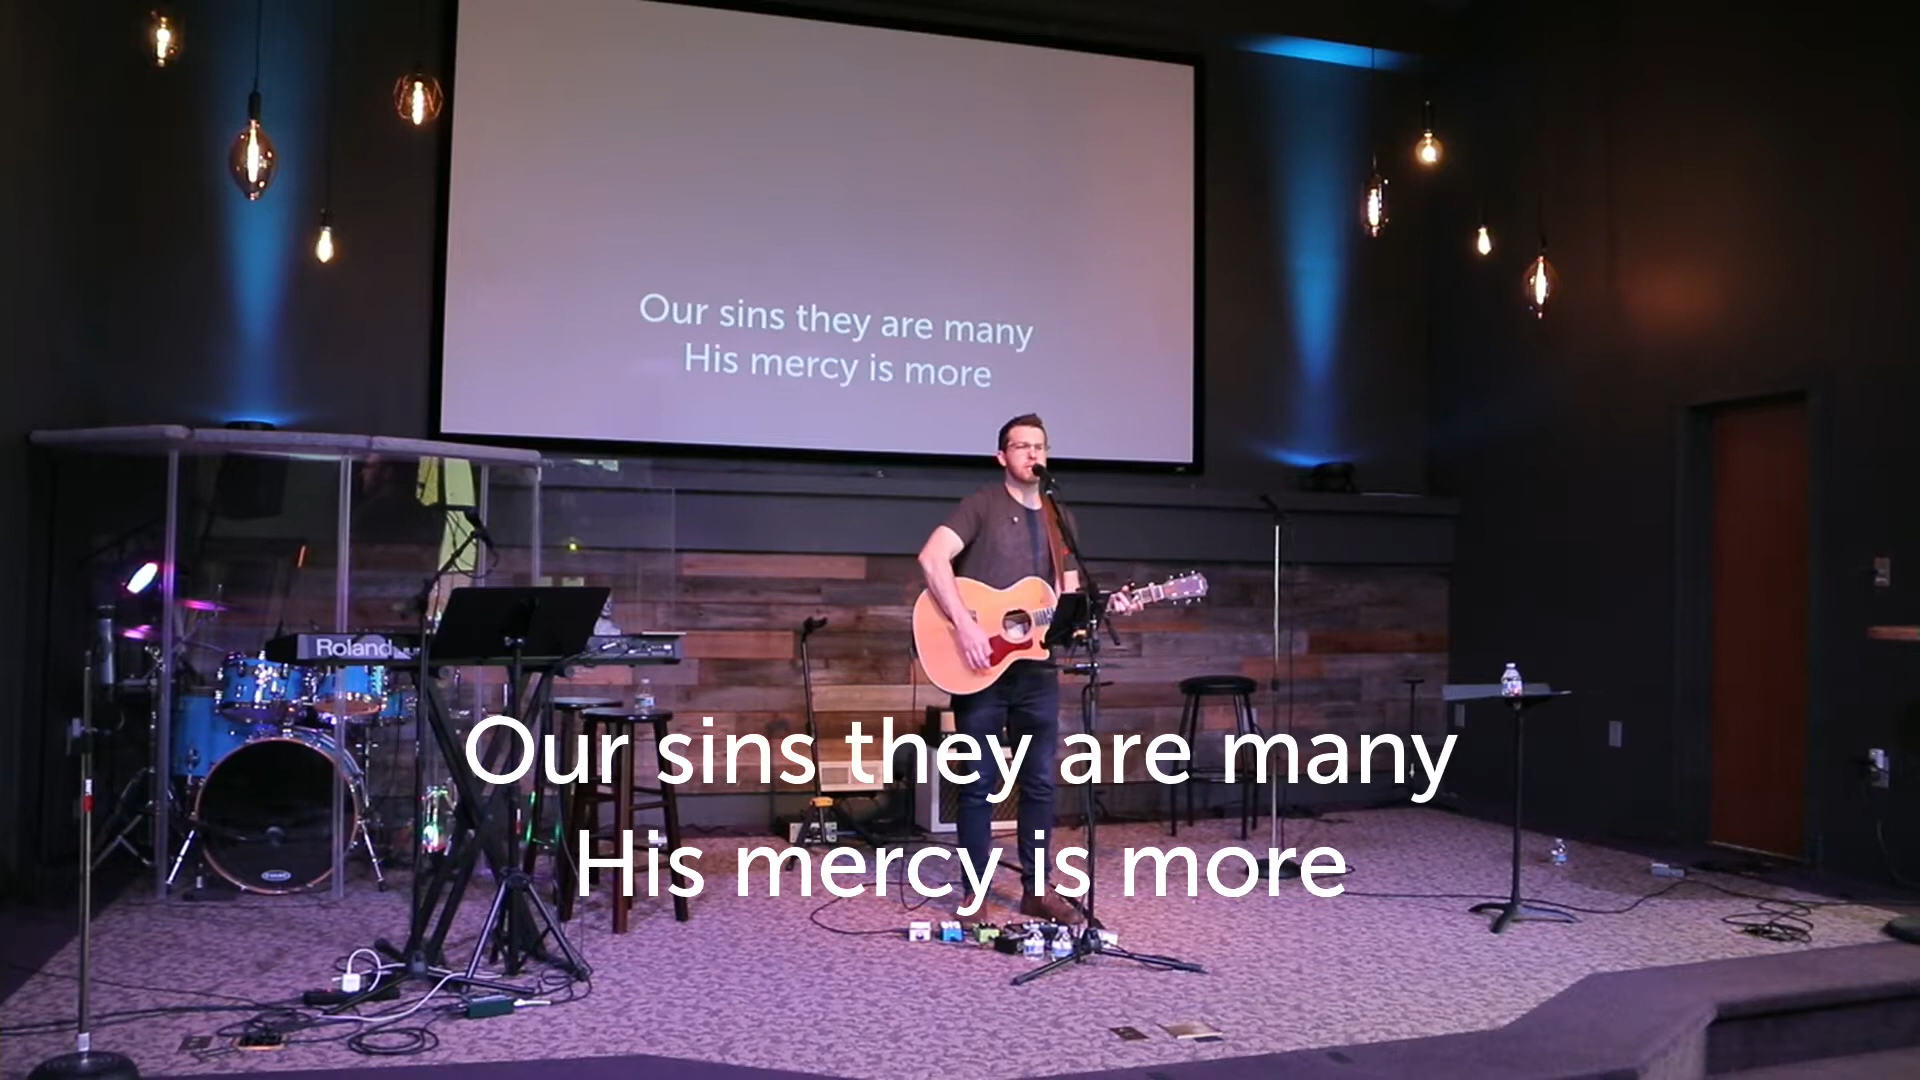 Our sins they are many
His mercy is more
Roland
Our sins they are many
His mercy is more